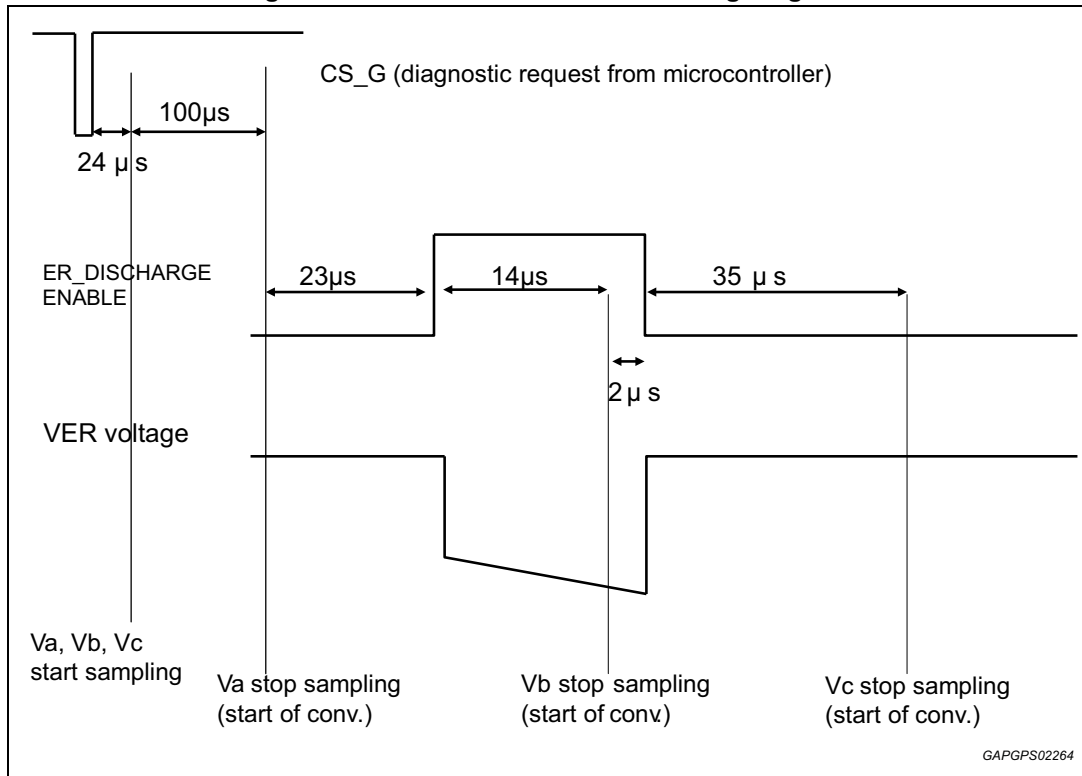 CS_G (diagnostic request from microcontroller)
100µs
24 µ s
ER_DISCHARGE
ENABLE
23µs
14µs
35 µ s
2 µ s
VER voltage
Va, Vb, Vc
start sampling
Va stop sampling
(start of conv.)
Vb stop sampling
(start of conv.)
Vc stop sampling
(start of conv.)
GAPGPS02264